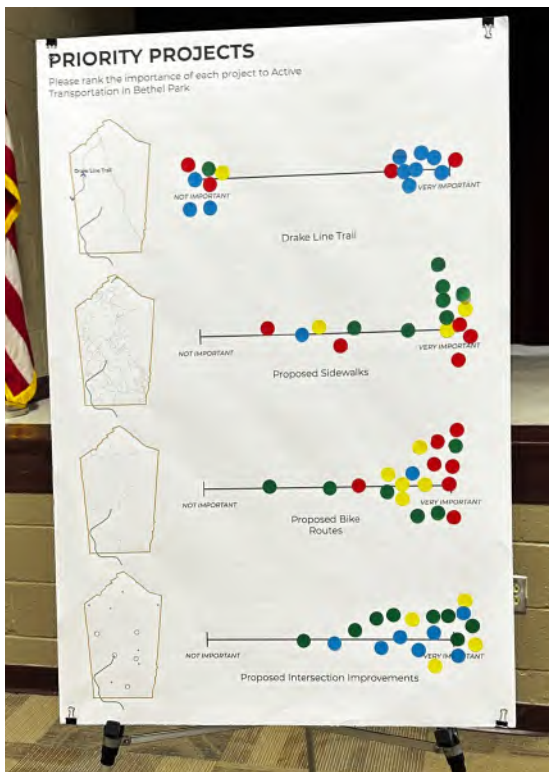 PRIORITY PROJECTS
Please rank the importance of each project to Active
Transportation in Bethel Park
Drake Line Trail
NOT IMPORTANT
VERY IMPORTANT
Drake Line Trail
NOT IMPORTANT
VERY IMPORTANT
Proposed Sidewalks
NOT IMPORTANT
VERY IMPORTANT
Proposed Bike
Routes
NOT IMPORTANT
VERY IMPORTANT
Proposed Intersection Improvements